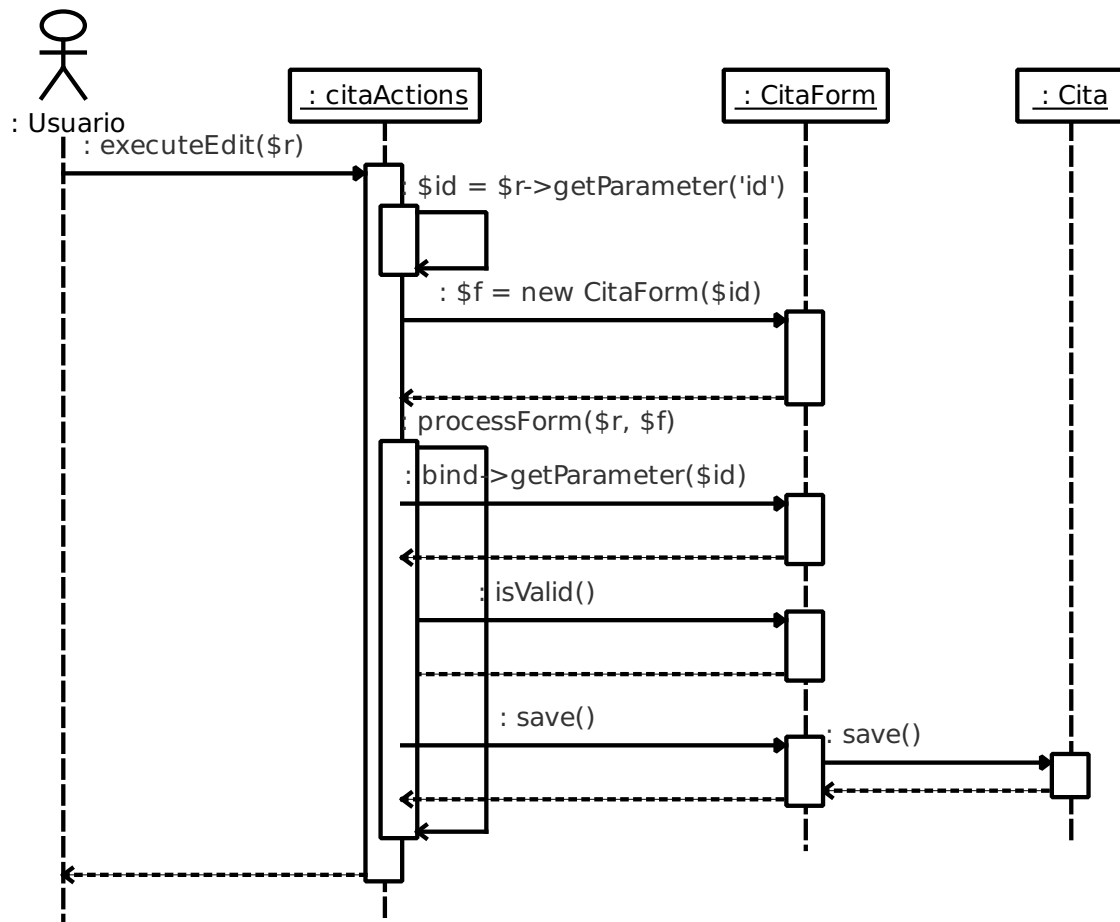 : citaActions
: CitaForm
: Cita
: Usuario
: executeEdit($r)
: $id = $r->getParameter('id')
: $f = new CitaForm($id)
: processForm($r, $f)
: bind->getParameter($id)
: isValid()
: save()
: save()